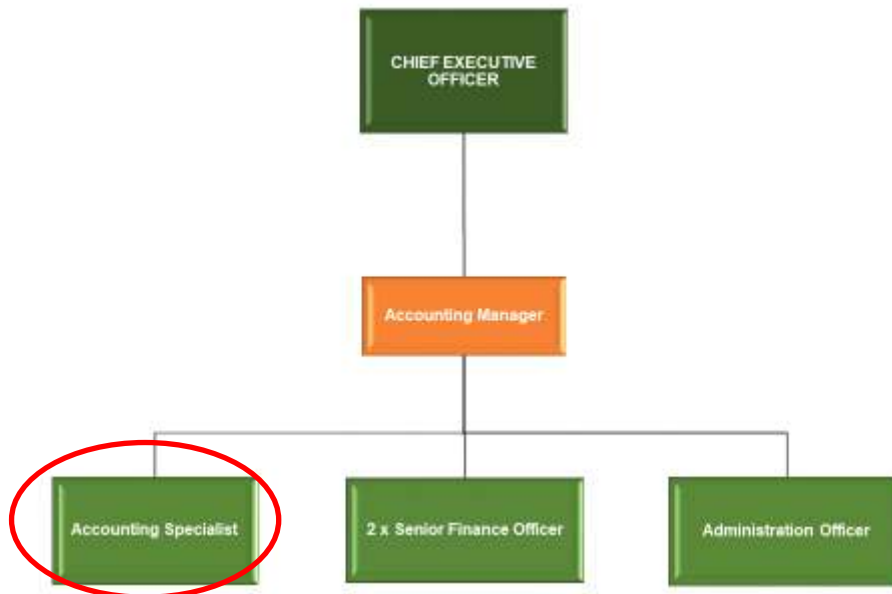 CHIEF EXECUTIVE
OFFICER
Accounting Manager
Accounting Specialist
2 x Senior Finance Officer
Administration Officer